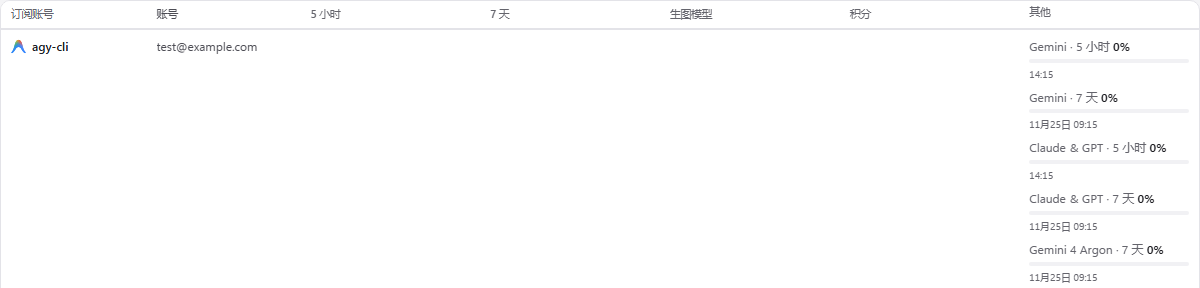 订阅账号 账号 5 小时 7 天 生图模型 积分 其他
agy-cli test@example.com Gemini · 5 小时 0%
14:15
Gemini · 7 天 0%
11月25日 09:15
Claude & GPT · 5 小时 0%
14:15
Claude & GPT · 7 天 0%
11月25日 09:15
Gemini 4 Argon · 7 天 0%
11月25日 09:15